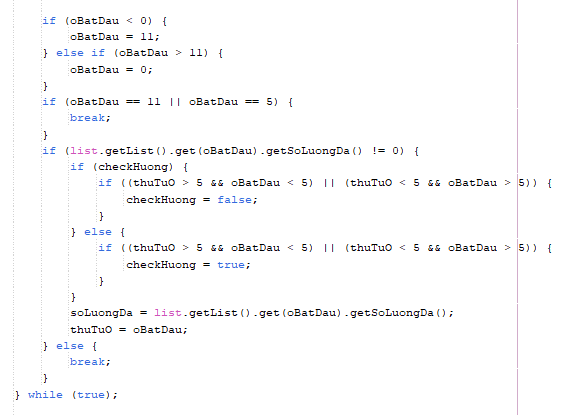 if (oBatDau < 0) {
oBatDau = 11;
} else if (oBatDau > 11) {
oBatDau = 0;
}
if (oBatDau == 11 || oBatDau == 5) {
break;
}
if (list.getList().get(oBatDau).getSoLuongDa() != 0) {
if (checkHuong) {
if ((thuTuO > 5 && oBatDau < 5) || (thuTuO < 5 && oBatDau > 5)) {
checkHuong = false;
}
} else {
if ((thuTuO > 5 && oBatDau < 5) || (thuTuO < 5 && oBatDau > 5)) {
checkHuong = true;
}
}
soLuongDa = list.getList().get(oBatDau).getSoLuongDa();
thuTuO = oBatDau;
} else {
break;
}
} while (true);